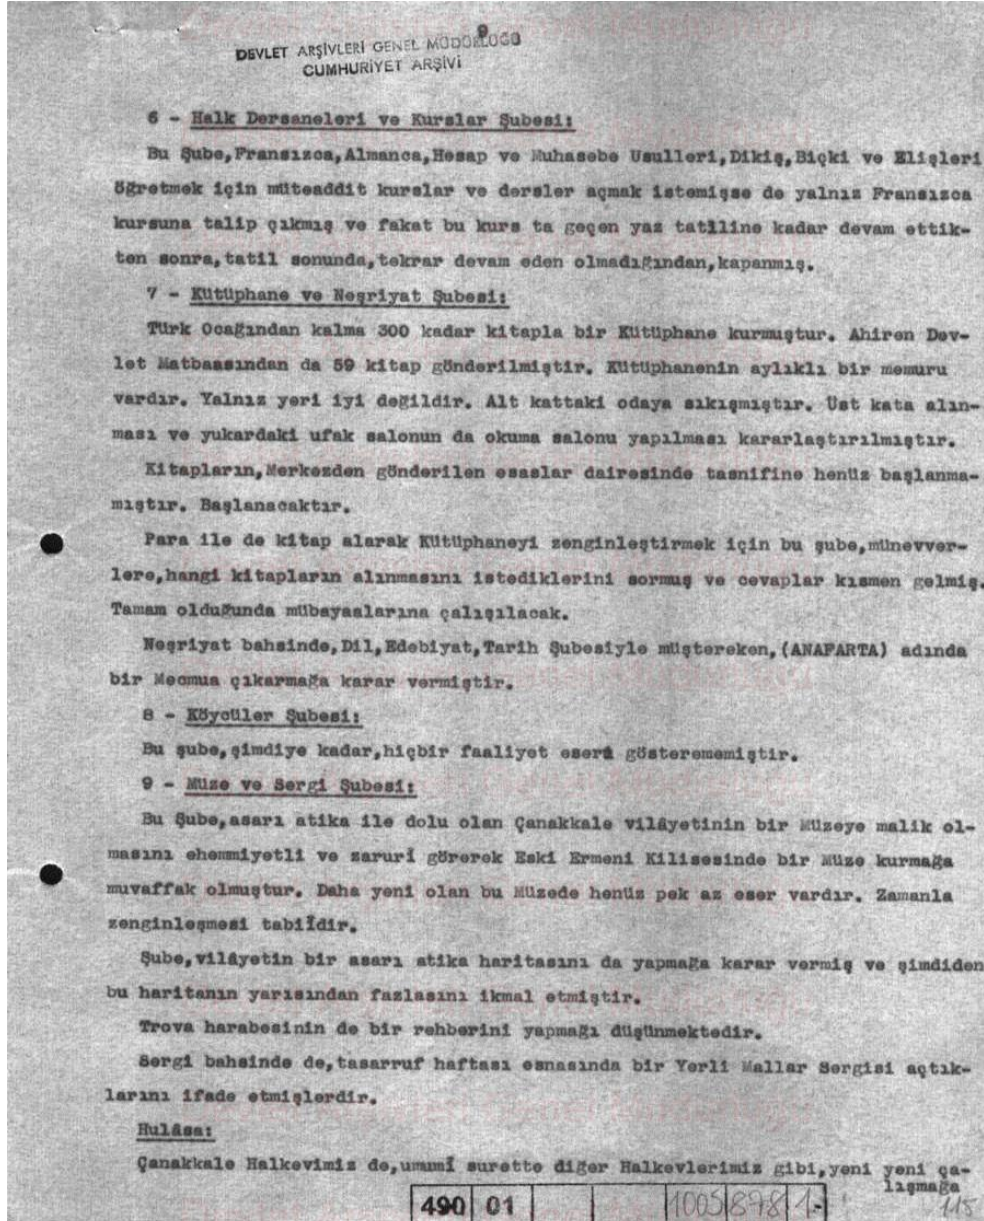 9
DEVLET ARŞİVLERİ GENEL MÜDÜRLÜĞÜ
CUMHURİYET ARŞİVİ
6 - Halk Dersaneleri ve Kurslar Şubesi:
Bu Şube,Fransızca,Almanca,Hesap ve Muhasebe Usulleri,Dikiş,Biçki ve Elişleri
öğretmek için müteaddit kurslar ve dersler açmak istemişse de yalnız Fransızca
kursuna talip çıkmış ve fakat bu kurs ta geçen yaz tatiline kadar devam ettik-
ten sonra,tatil sonunda,tekrar devam eden olmadığından,kapanmış.
7 - Kütüphane ve Neşriyat Şubesi:
Türk Ocağından kalma 300 kadar kitapla bir Kütüphane kurmuştur. Ahiren Dev-
let Matbaasından da 59 kitap gönderilmiştir. Kütüphanenin aylıklı bir memuru
vardır. Yalnız yeri iyi değildir. Alt kattaki odaya sıkışmıştır. Üst kata alın-
ması ve yukardaki ufak salonun da okuma salonu yapılması kararlaştırılmıştır.
Kitapların,Merkezden gönderilen esaslar dairesinde tasnifine henüz başlanma-
mıştır. Başlanacaktır.
Para ile de kitap alarak Kütüphaneyi zenginleştirmek için bu şube,münevver-
lere,hangi kitapların alınmasını istediklerini sormuş ve cevaplar kısmen gelmiş.
Tamam olduğunda mübayaalarına çalışılacak.
Neşriyat bahsinde,Dil,Edebiyat,Tarih Şubesiyle müştereken,(ANAFARTA) adında
bir Mecmua çıkarmağa karar vermiştir.
8 - Köycüler Şubesi:
Bu şube,şimdiye kadar,hiçbir faaliyet eseri gösterememiştir.
9 - Müze ve Sergi Şubesi:
Bu Şube,asarı atika ile dolu olan Çanakkale vilâyetinin bir Müzeye malik ol-
masını ehemmiyetli ve zarurî görerek Eski Ermeni Kilisesinde bir Müze kurmağa
muvaffak olmuştur. Daha yeni olan bu Müzede henüz pek az eser vardır. Zamanla
zenginleşmesi tabiîdir.
Şube,vilâyetin bir asarı atika haritasını da yapmağa karar vermiş ve şimdiden
bu haritanın yarısından fazlasını ikmal etmiştir.
Trova harabesinin de bir rehberini yapmağı düşünmektedir.
Sergi bahsinde de,tasarruf haftası esnasında bir Yerli Mallar Sergisi açtık-
larını ifade etmişlerdir.
Hulâsa:
Çanakkale Halkevimiz de,umumî surette diğer Halkevlerimiz gibi,yeni yeni ça-
lışmağa
490 01 1005 878 1- 115